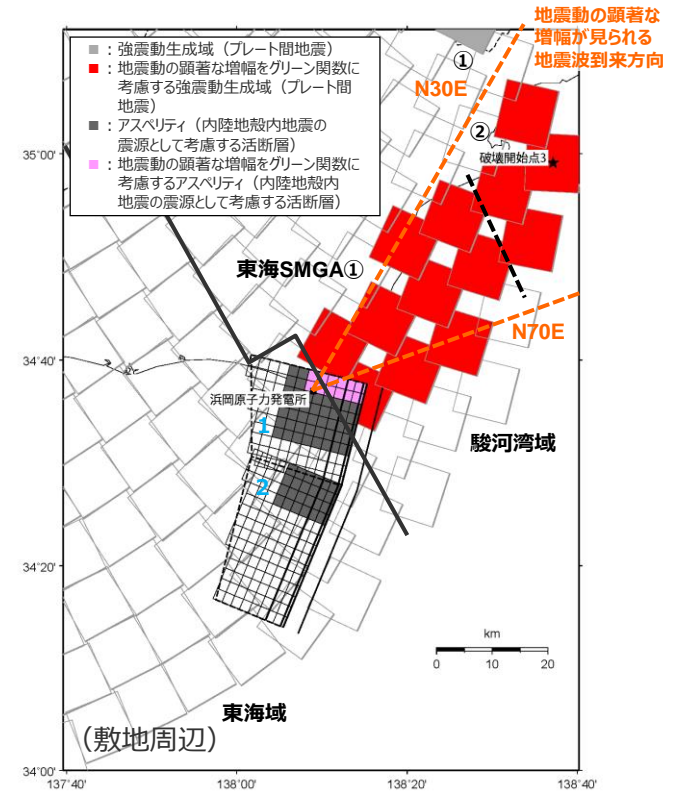 地震動の顕著な
増幅が見られる
地震波到来方向
■：強震動生成域（プレート間地震）
■：地震動の顕著な増幅をグリーン関数に
考慮する強震動生成域（プレート間
地震）
■：アスペリティ（内陸地殻内地震の
震源として考慮する活断層）
■：地震動の顕著な増幅をグリーン関数に
考慮するアスペリティ（内陸地殻内
地震の震源として考慮する活断層）
①
N30E
②
破壊開始点3
★
35°00'
東海SMGA①
N70E
34°40'
浜岡原子力発電所
1
駿河湾域
2
34°20'
km
0 10 20
東海域
（敷地周辺）
34°00'
137°40' 138°00' 138°20' 138°40'